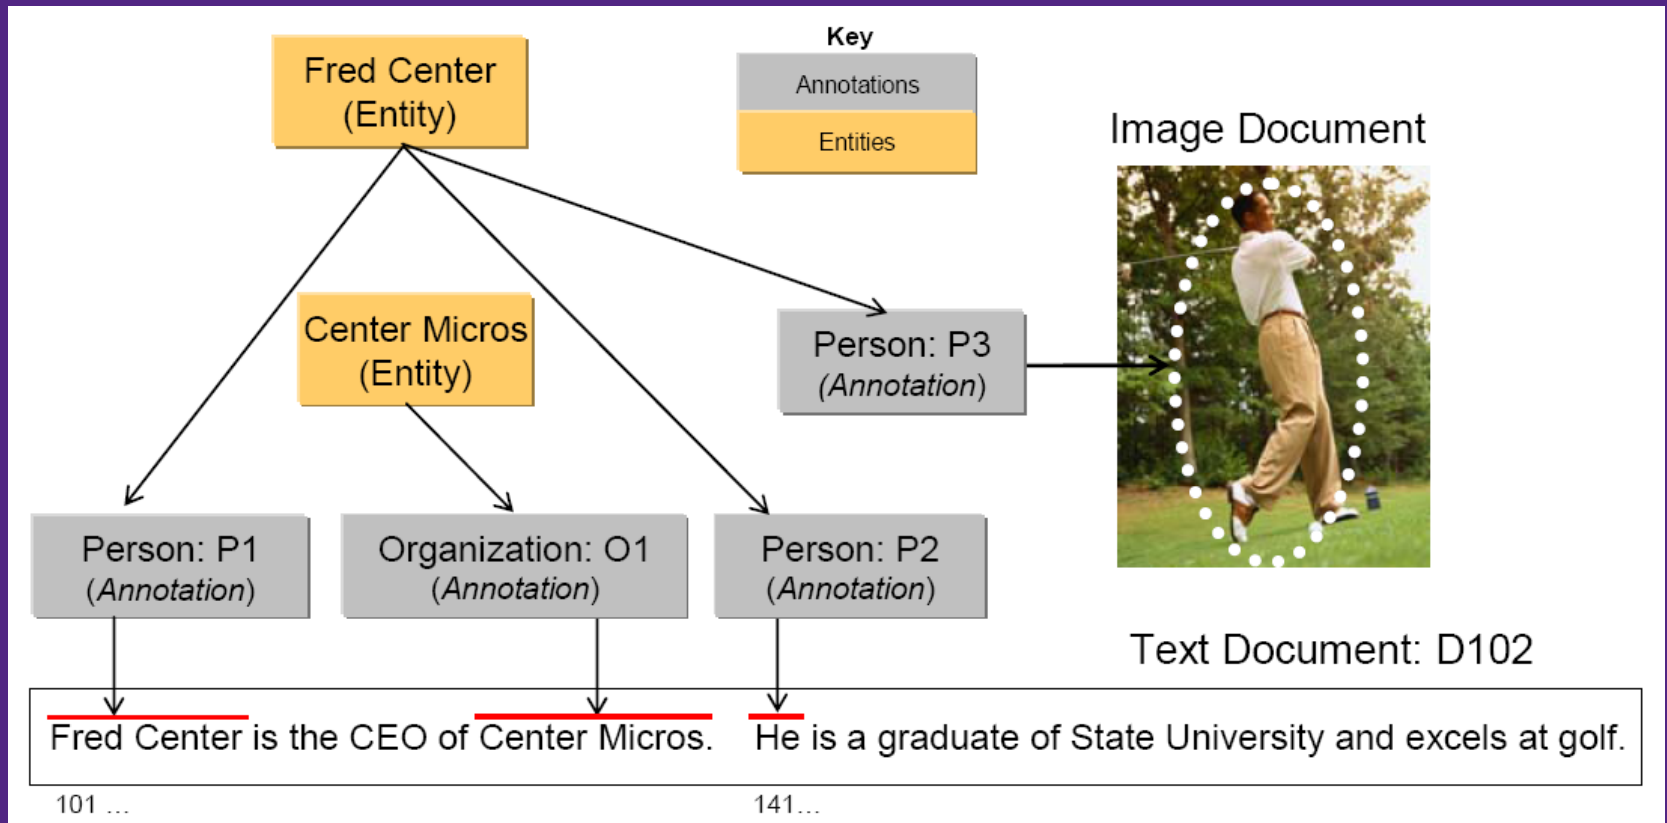 Key
Annotations
Entities
Fred Center
(Entity)
Image Document
Center Micros
(Entity)
Person: P3
(Annotation)
Person: P1
(Annotation)
Organization: O1
(Annotation)
Person: P2
(Annotation)
Text Document: D102
Fred Center is the CEO of Center Micros. He is a graduate of State University and excels at golf.
101 ...
141...